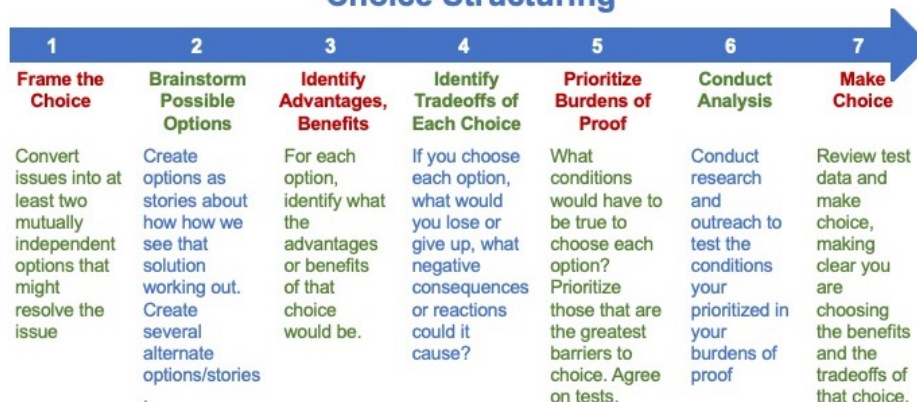 Choice Structuring
1 2 3 4 5 6 7
Frame the
Choice
Convert
issues into at
least two
mutually
independent
options that
might
resolve the
issue
Brainstorm
Possible
Options
Create
options as
stories about
how how we
see that
solution
working out.
Create
several
alternate
options/stories
.
Identify
Advantages,
Benefits
For each
option,
identify what
the
advantages
or benefits
of that
choice
would be.
Identify
Tradeoffs of
Each Choice
If you choose
each option,
what would
you lose or
give up, what
negative
consequences
or reactions
could it
cause?
Prioritize
Burdens of
Proof
What
conditions
would have to
be true to
choose each
option?
Prioritize
those that are
the greatest
barriers to
choice. Agree
on tests.
Conduct
Analysis
Conduct
research
and
outreach to
test the
conditions
your
prioritized in
your
burdens of
proof
Make
Choice
Review test
data and
make
choice,
making
clear you
are
choosing
the benefits
and the
tradeoffs of
that choice.